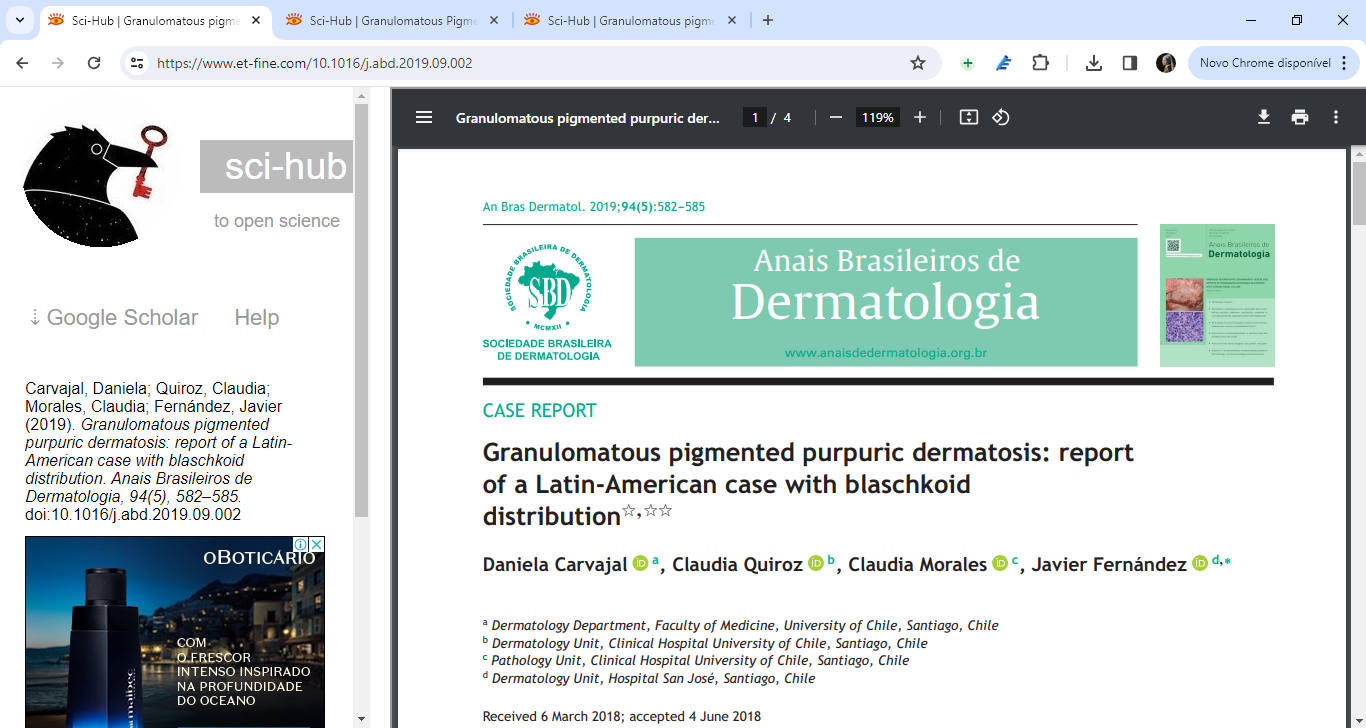 Sci-Hub | Granulomatous pigme
Sci-Hub | Granulomatous Pigme
Sci-Hub | Granulomatous pigm
https://www.et-fine.com/10.1016/j.abd.2019.09.002
Novo Chrome disponível
sci-hub
to open science
⇣ Google Scholar
Help
Carvajal, Daniela; Quiroz, Claudia;
Morales, Claudia; Fernández, Javier
(2019). Granulomatous pigmented
purpuric dermatosis: report of a Latin-
American case with blaschkoid
distribution. Anais Brasileiros de
Dermatologia, 94(5), 582–585.
doi:10.1016/j.abd.2019.09.002
oBOTICÁRIO
COM
O FRESCOR
INTENSO INSPIRADO
NA PROFUNDIDADE
DO OCEANO
malbec
Granulomatous pigmented purpuric der...
1 / 4
119%
An Bras Dermatol. 2019;94(5):582−585
SOCIEDADE BRASILEIRA DE DERMATOLOGIA
SBD
MCMXII
SOCIEDADE BRASILEIRA
DE DERMATOLOGIA
Anais Brasileiros de
Dermatologia
www.anaisdedermatologia.org.br
Anais Brasileiros de
Dermatologia
CASE REPORT
Granulomatous pigmented purpuric dermatosis: report
of a Latin-American case with blaschkoid
distribution☆,☆☆
Daniela Carvajal iD a, Claudia Quiroz iD b, Claudia Morales iD c, Javier Fernández iD d,*
a Dermatology Department, Faculty of Medicine, University of Chile, Santiago, Chile
b Dermatology Unit, Clinical Hospital University of Chile, Santiago, Chile
c Pathology Unit, Clinical Hospital University of Chile, Santiago, Chile
d Dermatology Unit, Hospital San José, Santiago, Chile
Received 6 March 2018; accepted 4 June 2018